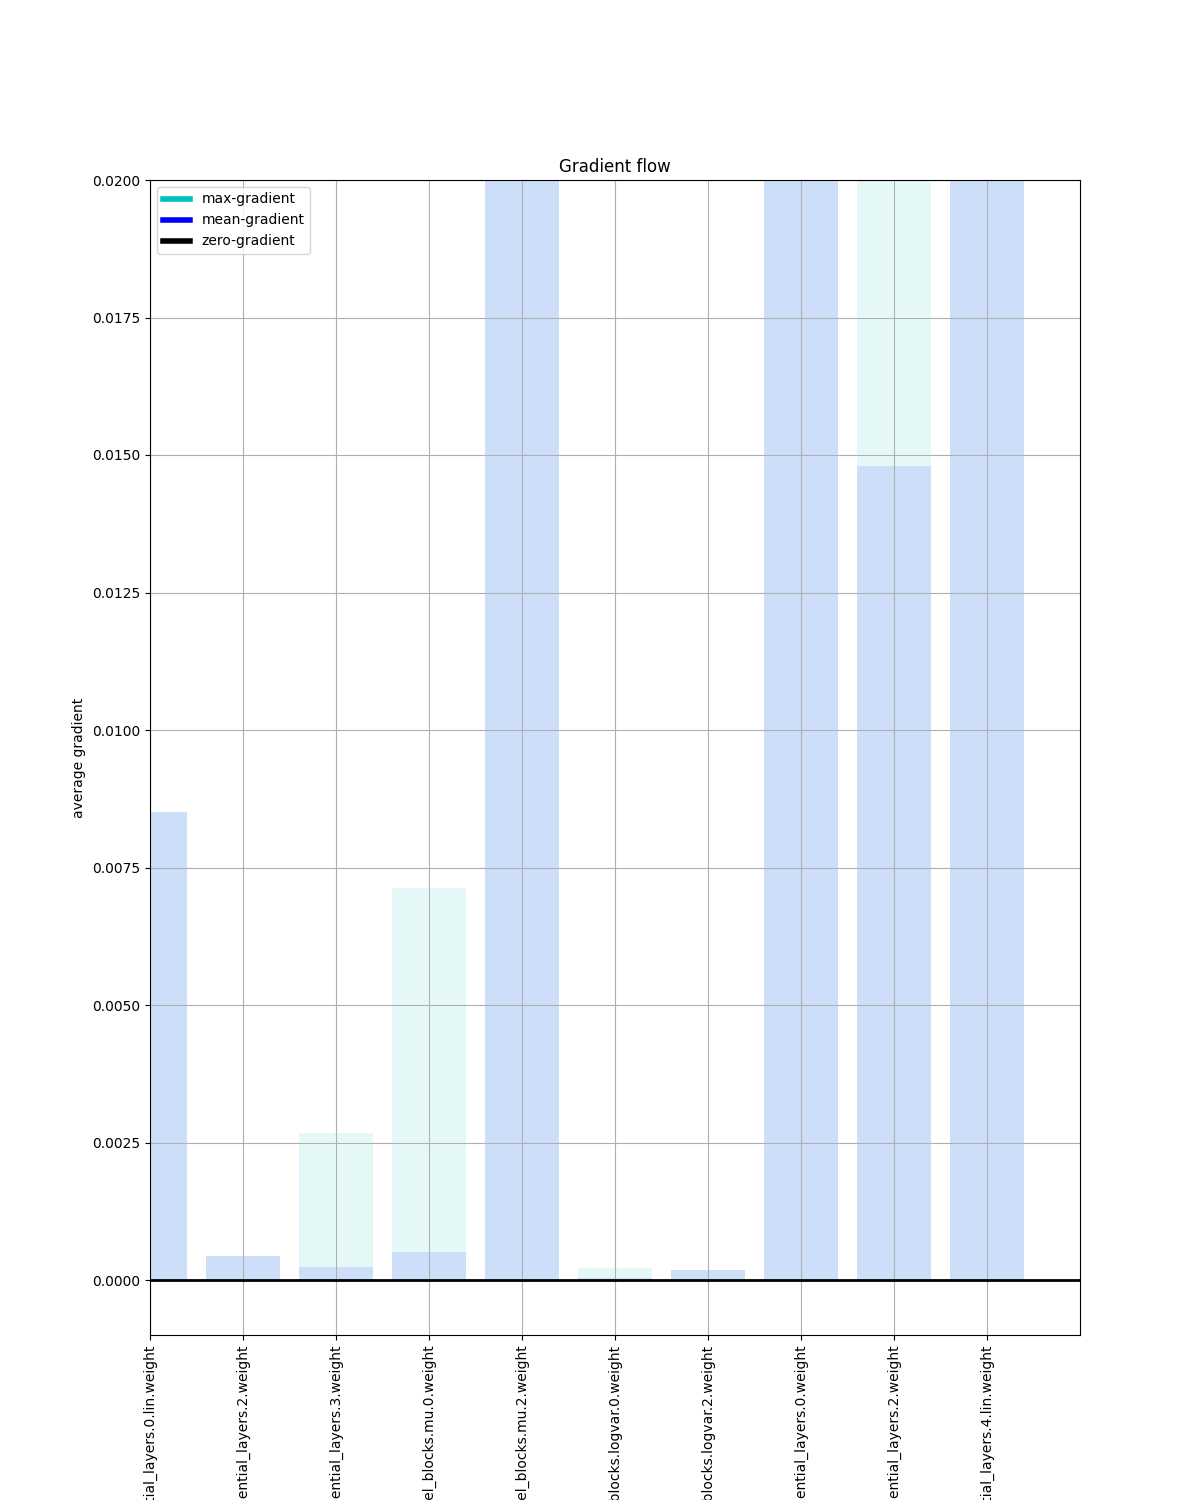 Gradient flow
max-gradient
mean-gradient
zero-gradient
0.0200
0.0175
0.0150
0.0125
0.0100
0.0075
0.0050
0.0025
0.0000
average gradient
tial_layers.0.lin.weight
ential_layers.2.weight
ential_layers.3.weight
el_blocks.mu.0.weight
el_blocks.mu.2.weight
blocks.logvar.0.weight
blocks.logvar.2.weight
ential_layers.0.weight
ential_layers.2.weight
tial_layers.4.lin.weight